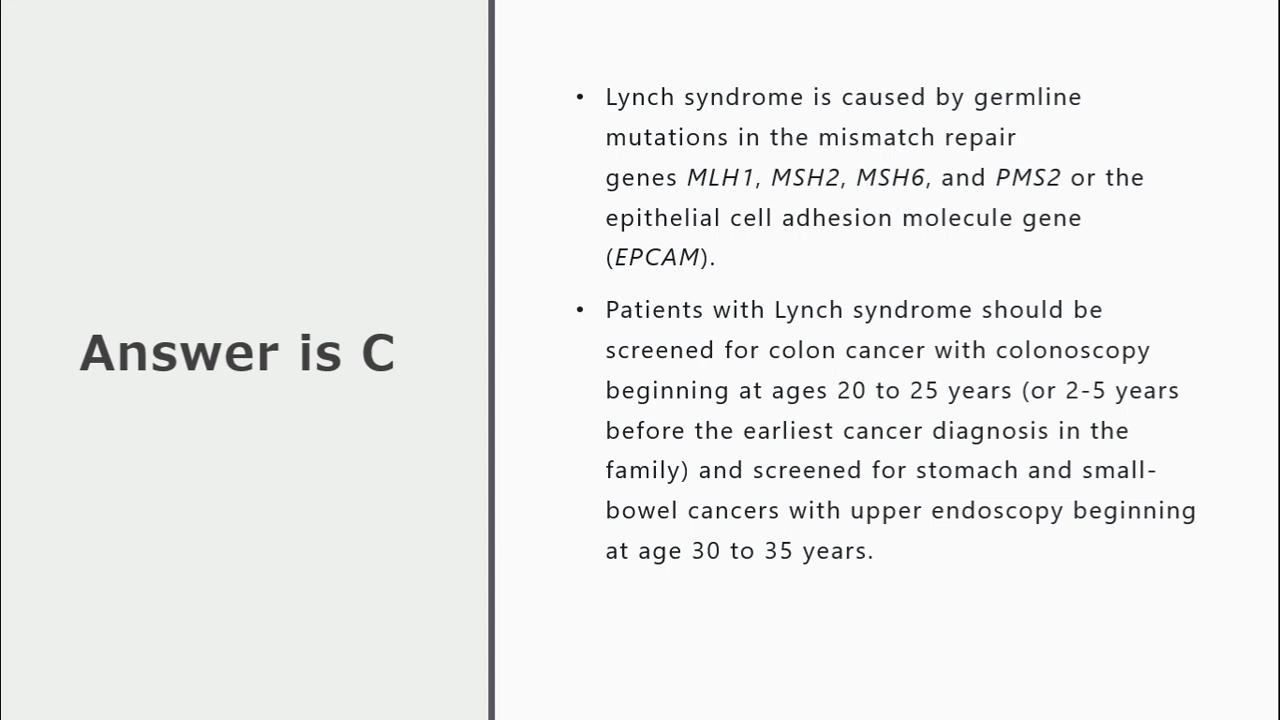 Answer is C
• Lynch syndrome is caused by germline
mutations in the mismatch repair
genes MLH1, MSH2, MSH6, and PMS2 or the
epithelial cell adhesion molecule gene
(EPCAM).
• Patients with Lynch syndrome should be
screened for colon cancer with colonoscopy
beginning at ages 20 to 25 years (or 2-5 years
before the earliest cancer diagnosis in the
family) and screened for stomach and small-
bowel cancers with upper endoscopy beginning
at age 30 to 35 years.